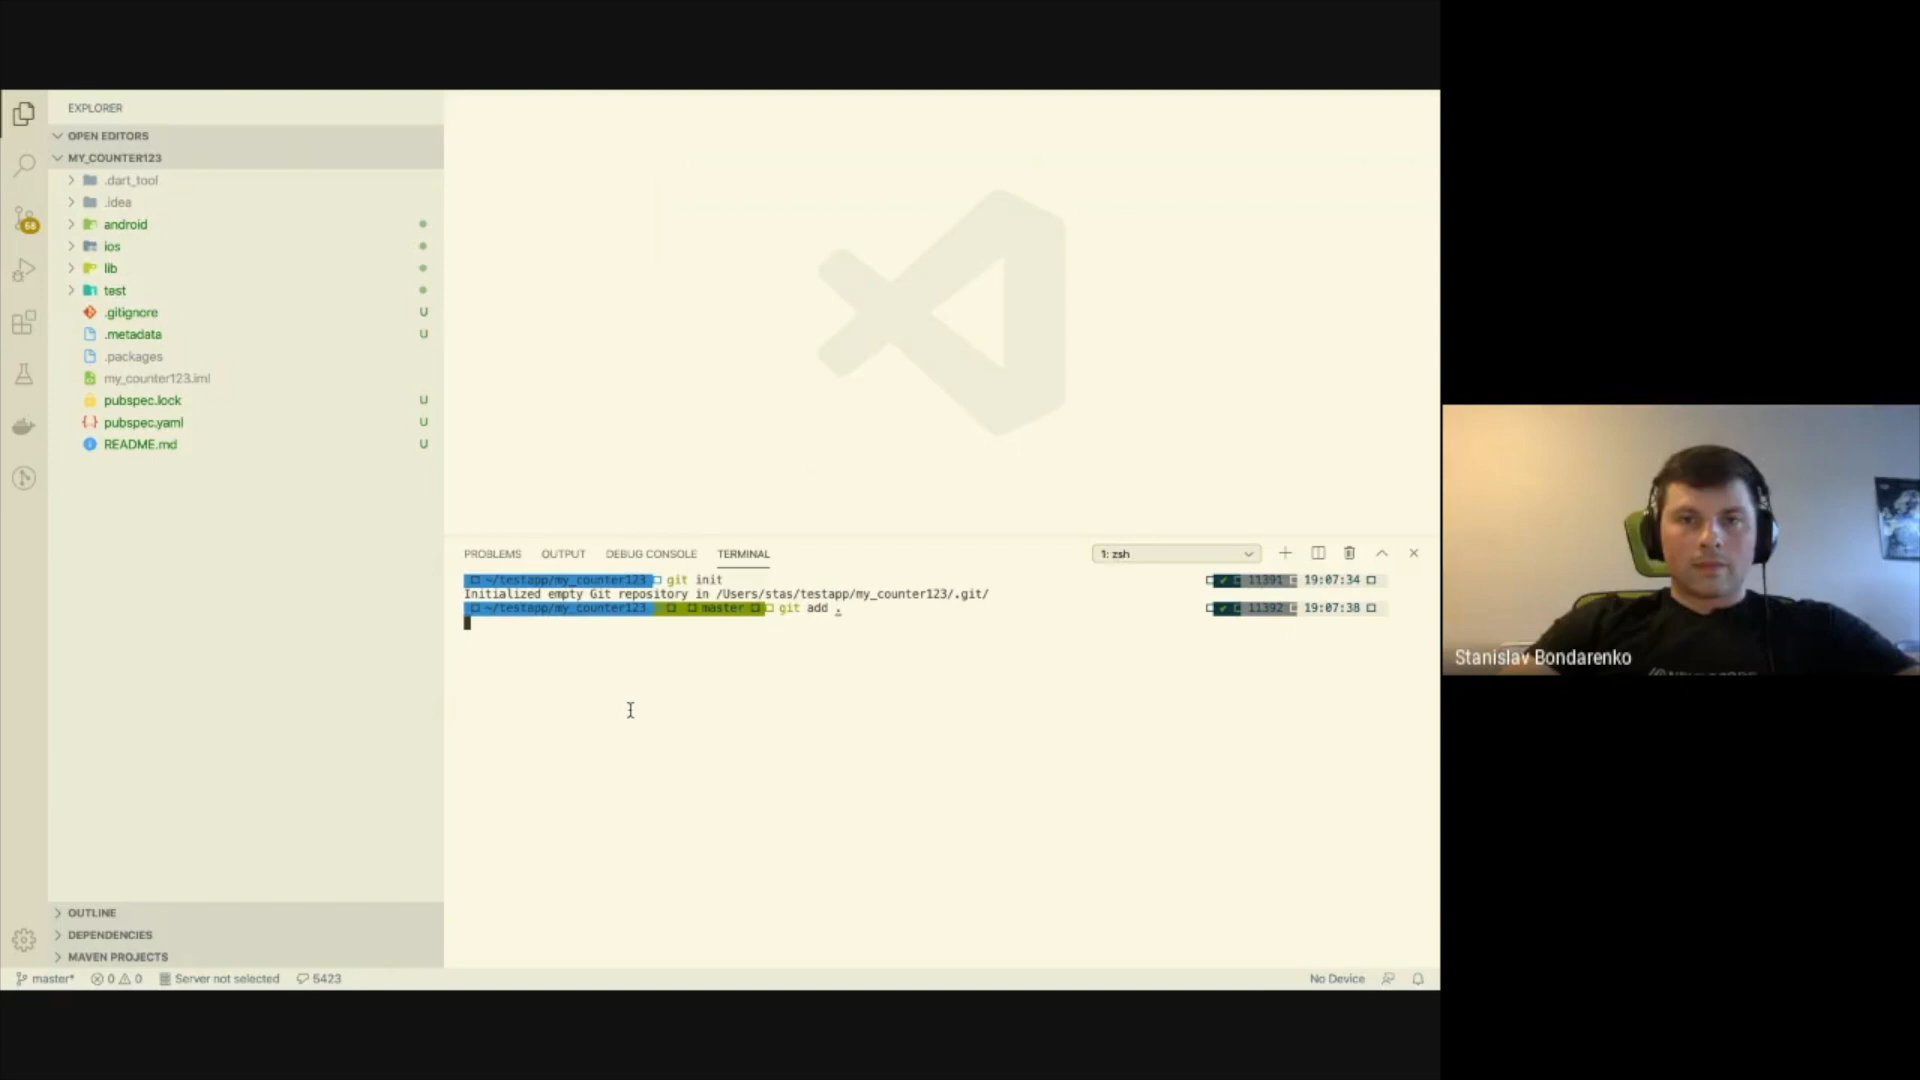 EXPLORER
OPEN EDITORS
MY_COUNTER123
.dart_tool
.idea
android
ios
lib
test
.gitignore U
.metadata U
.packages
my_counter123.iml
pubspec.lock U
pubspec.yaml U
README.md U
OUTLINE
DEPENDENCIES
MAVEN PROJECTS
68
PROBLEMS OUTPUT DEBUG CONSOLE TERMINAL 1: zsh
~/testapp/my_counter123 git init 11391 19:07:34
Initialized empty Git repository in /Users/stas/testapp/my_counter123/.git/
~/testapp/my_counter123 master git add . 11392 19:07:38
master* 0 0 Server not selected 5423 No Device
Stanislav Bondarenko